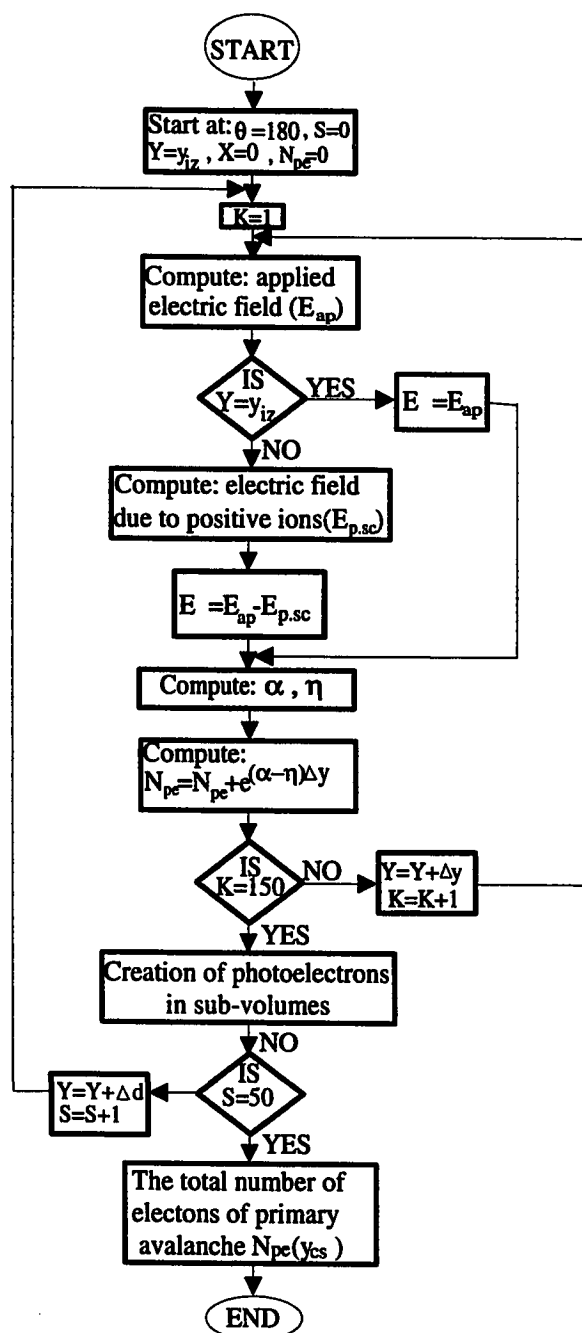 START
Start at: θ=180, S=0
Y=y_iz , X=0 , N_pe=0
K=1
Compute: applied
electric field (E_ap)
IS
Y=y_iz
YES
E =E_ap
NO
Compute: electric field
due to positive ions(E_p.sc)
E =E_ap-E_p.sc
Compute: α , η
Compute:
N_pe=N_pe+e^(α-η)Δy
IS
K=150
NO
Y=Y+Δy
K=K+1
YES
Creation of photoelectrons
in sub-volumes
NO
IS
S=50
Y=Y+Δd
S=S+1
YES
The total number of
electons of primary
avalanche N_pe(y_cs )
END